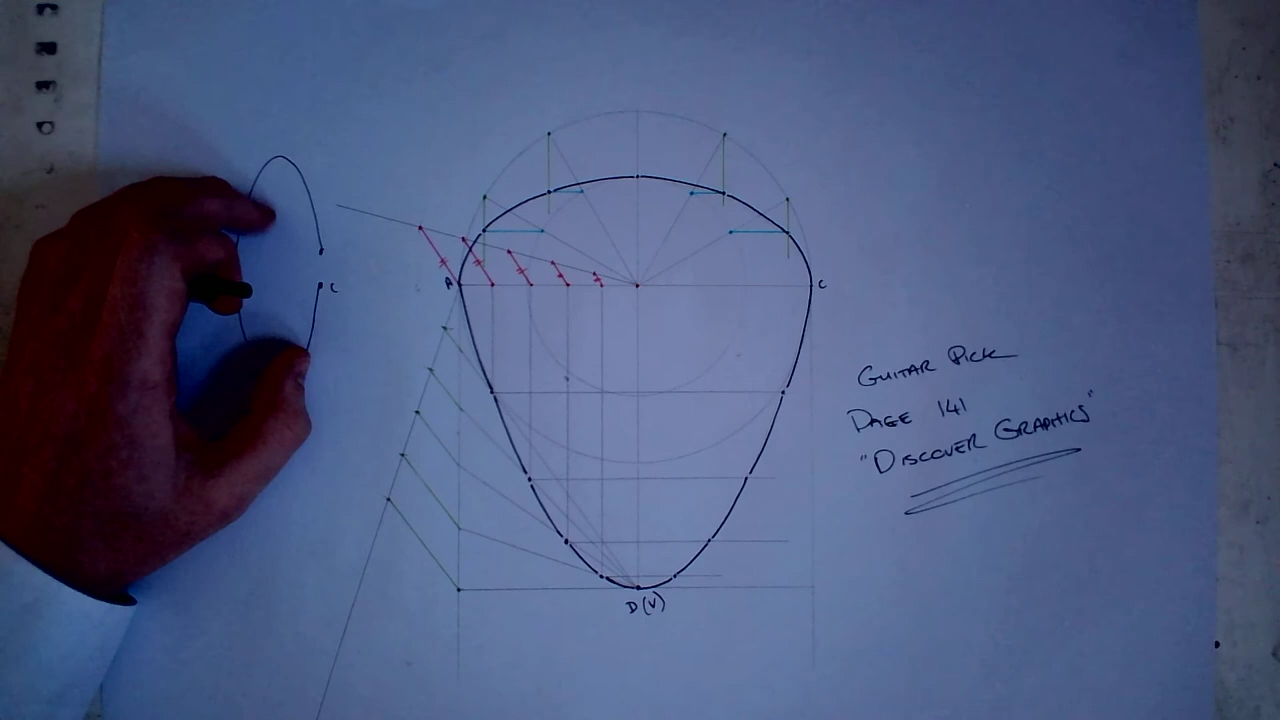 C
A
C
GUITAR PICK
PAGE 141
"DISCOVER GRAPHICS"
D(V)